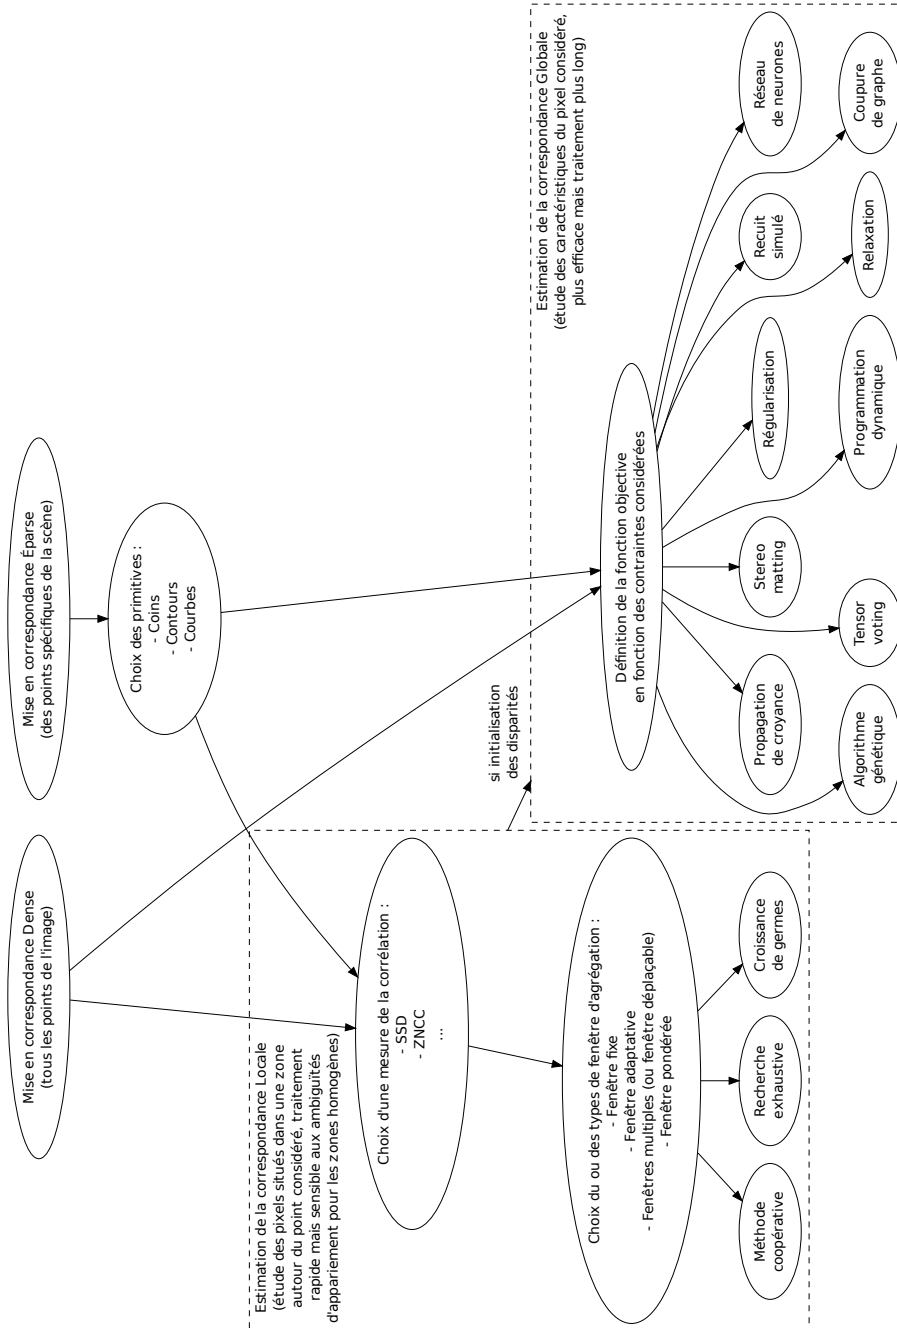 Mise en correspondance Dense
(tous les points de l'image)
Mise en correspondance Éparse
(des points spécifiques de la scène)
Choix des primitives :
- Coins
- Contours
- Courbes
Estimation de la correspondance Locale
(étude des pixels situés dans une zone
autour du point considéré, traitement
rapide mais sensible aux ambiguïtés
d'appariement pour les zones homogènes)
Choix d'une mesure de la corrélation :
- SSD
- ZNCC
...
Choix du ou des types de fenêtre d'agrégation :
- Fenêtre fixe
- Fenêtre adaptative
- Fenêtres multiples (ou fenêtre déplaçable)
- Fenêtre pondérée
Méthode
coopérative
Recherche
exhaustive
Croissance
de germes
si initialisation
des disparités
Estimation de la correspondance Globale
(étude des caractéristiques du pixel considéré,
plus efficace mais traitement plus long)
Définition de la fonction objective
en fonction des contraintes considérées
Propagation
de croyance
Stereo
matting
Régularisation
Recuit
simulé
Réseau
de neurones
Algorithme
génétique
Tensor
voting
Programmation
dynamique
Relaxation
Coupure
de graphe